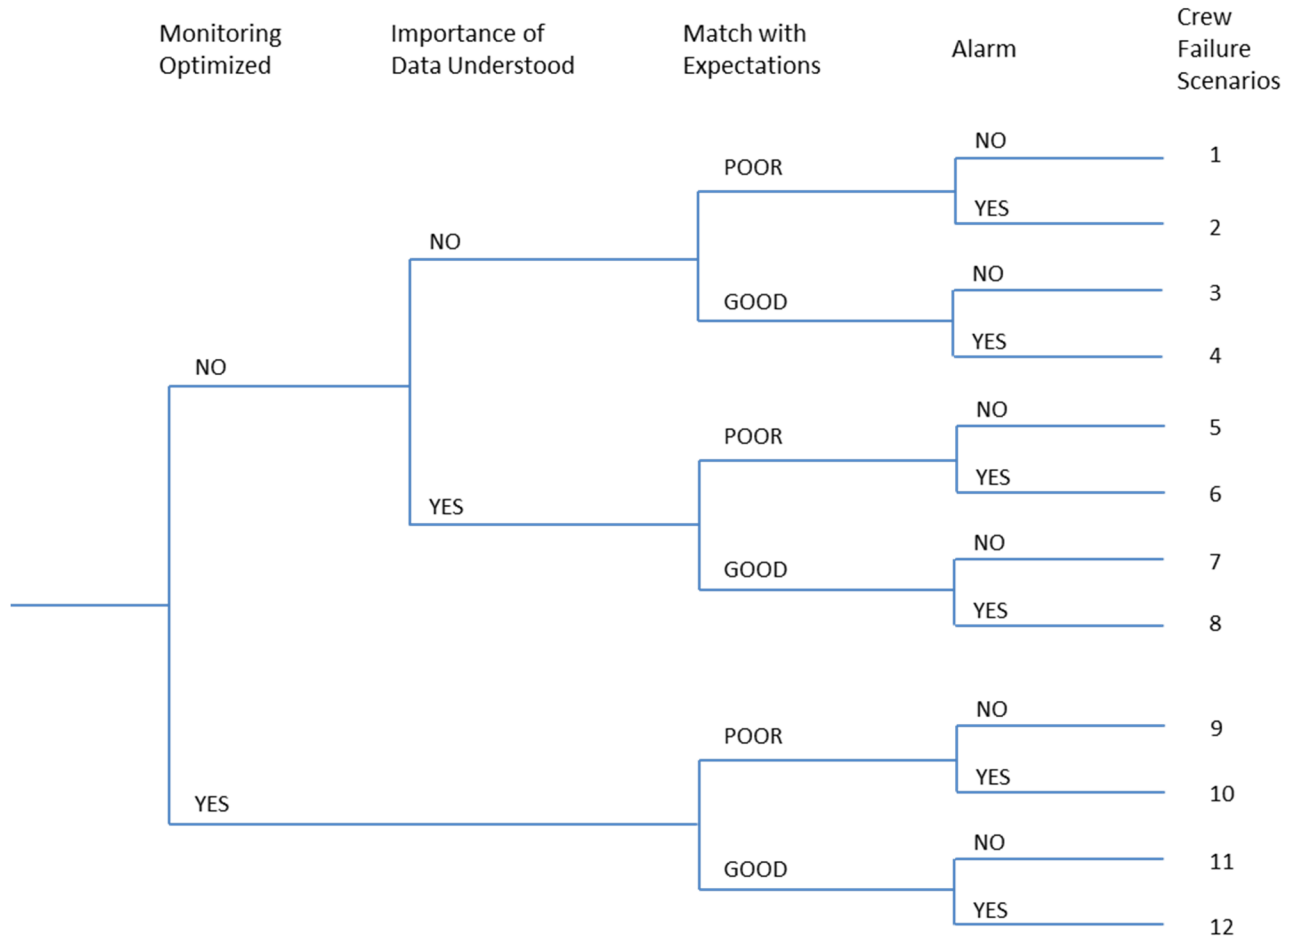 Monitoring
Optimized
Importance of
Data Understood
Match with
Expectations
Alarm
Crew
Failure
Scenarios
NO
1
POOR
YES
2
NO
NO
3
GOOD
YES
4
NO
NO
5
POOR
YES
6
YES
NO
7
GOOD
YES
8
NO
9
POOR
YES
10
YES
NO
11
GOOD
YES
12